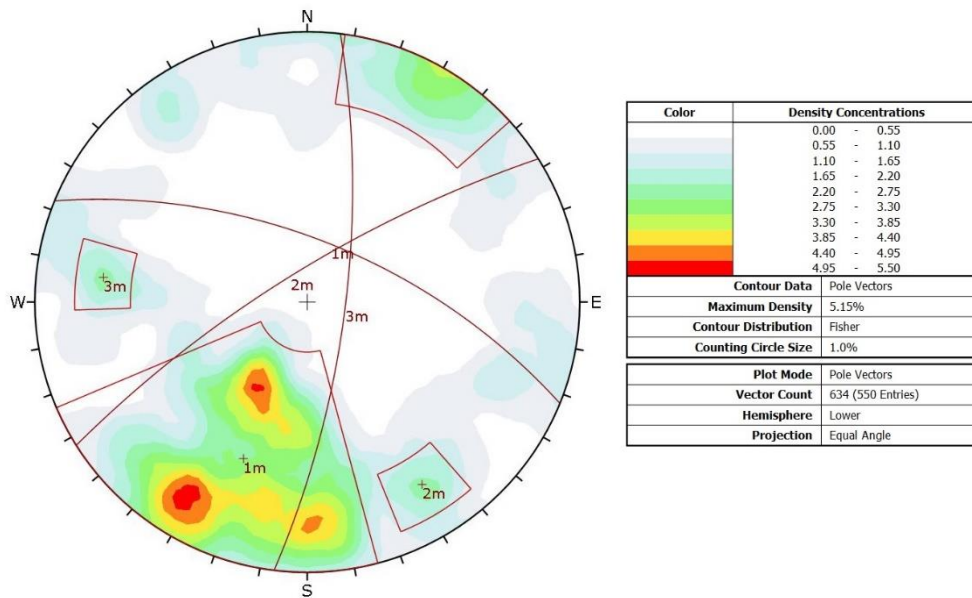 N
1m
2m
3m
W
E
3m
1m
2m
S
Color Density Concentrations
0.00 - 0.55
0.55 - 1.10
1.10 - 1.65
1.65 - 2.20
2.20 - 2.75
2.75 - 3.30
3.30 - 3.85
3.85 - 4.40
4.40 - 4.95
4.95 - 5.50
Contour Data Pole Vectors
Maximum Density 5.15%
Contour Distribution Fisher
Counting Circle Size 1.0%
Plot Mode Pole Vectors
Vector Count 634 (550 Entries)
Hemisphere Lower
Projection Equal Angle